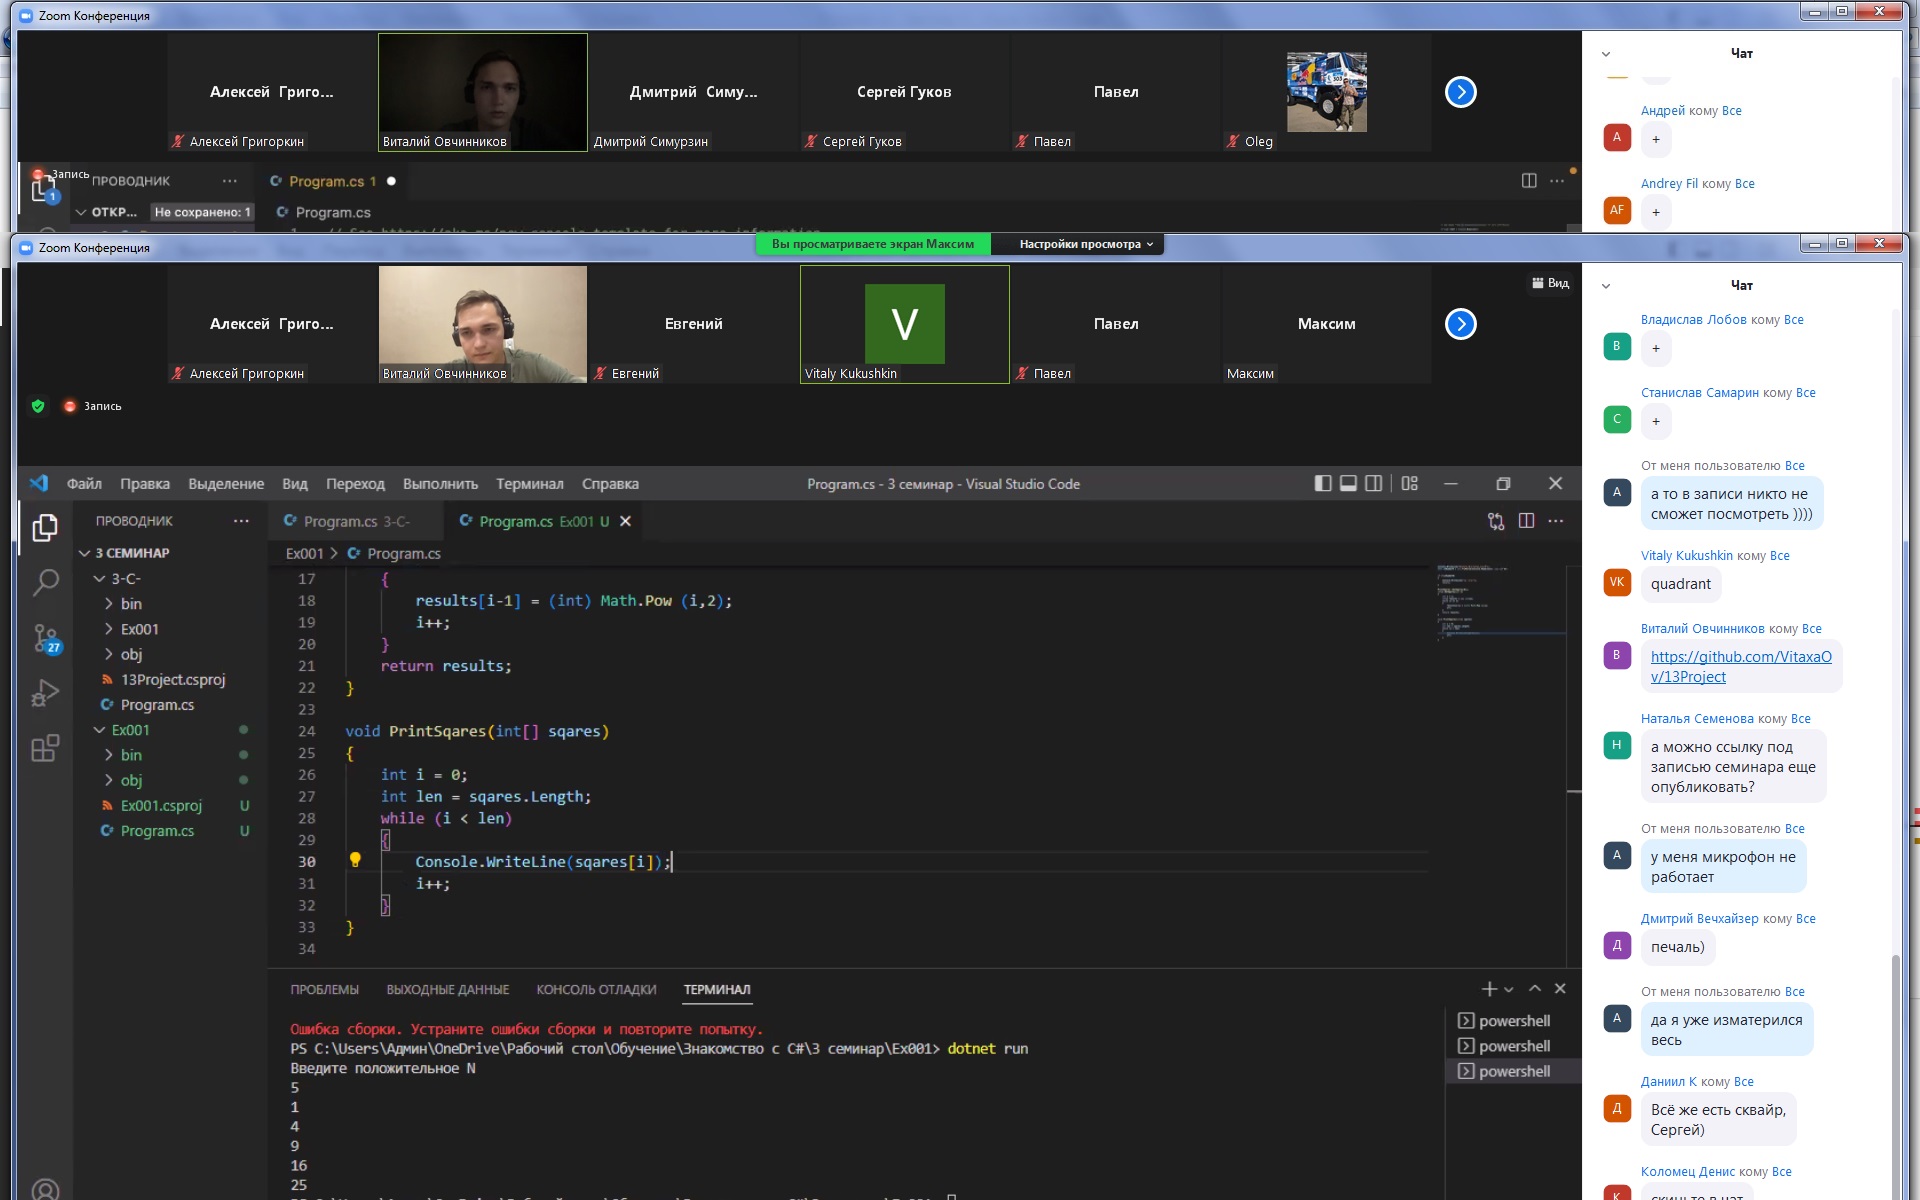 Zoom Конференция
Алексей Григо...
Дмитрий Симу...
Сергей Гуков
Павел
Алексей Григоркин
Виталий Овчинников
Дмитрий Симурзин
Сергей Гуков
Павел
Oleg
Чат
Андрей кому Все
A
+
Andrey Fil кому Все
AF
+
Запись
1
ПРОВОДНИК
Program.cs 1
ОТКР...
Не сохранено: 1
Program.cs
Zoom Конференция
Вы просматриваете экран Максим
Настройки просмотра
Вид
Алексей Григо...
Евгений
V
Павел
Максим
Алексей Григоркин
Виталий Овчинников
Евгений
Vitaly Kukushkin
Павел
Максим
Запись
Файл Правка Выделение Вид Переход Выполнить Терминал Справка
Program.cs - 3 семинар - Visual Studio Code
ПРОВОДНИК
3 СЕМИНАР
3-C-
bin
Ex001
obj
13Project.csproj
Program.cs
Ex001
bin
obj
Ex001.csproj U
Program.cs U
27
Program.cs 3-C-
Program.cs Ex001 U
Ex001 > Program.cs
17 {
18 results[i-1] = (int) Math.Pow (i,2);
19 i++;
20 }
21 return results;
22 }
23
24 void PrintSqares(int[] sqares)
25 {
26 int i = 0;
27 int len = sqares.Length;
28 while (i < len)
29 {
30 Console.WriteLine(sqares[i]);
31 i++;
32 }
33 }
34
ПРОБЛЕМЫ ВЫХОДНЫЕ ДАННЫЕ КОНСОЛЬ ОТЛАДКИ ТЕРМИНАЛ
Ошибка сборки. Устраните ошибки сборки и повторите попытку.
PS C:\Users\Админ\OneDrive\Рабочий стол\Обучение\Знакомство с C#\3 семинар\Ex001> dotnet run
Введите положительное N
5
1
4
9
16
25
powershell
powershell
powershell
Чат
Владислав Лобов кому Все
В
+
Станислав Самарин кому Все
С
+
От меня пользователю Все
A
а то в записи никто не
сможет посмотреть ))))
Vitaly Kukushkin кому Все
VK
quadrant
Виталий Овчинников кому Все
В
https://github.com/VitaxaO
v/13Project
Наталья Семенова кому Все
Н
а можно ссылку под
записью семинара еще
опубликовать?
От меня пользователю Все
A
у меня микрофон не
работает
Дмитрий Вечхайзер кому Все
Д
печаль)
От меня пользователю Все
A
да я уже изматерился
весь
Даниил К кому Все
Д
Всё же есть сквайр,
Сергей)
Коломец Денис кому Все
К
скиньте в чат